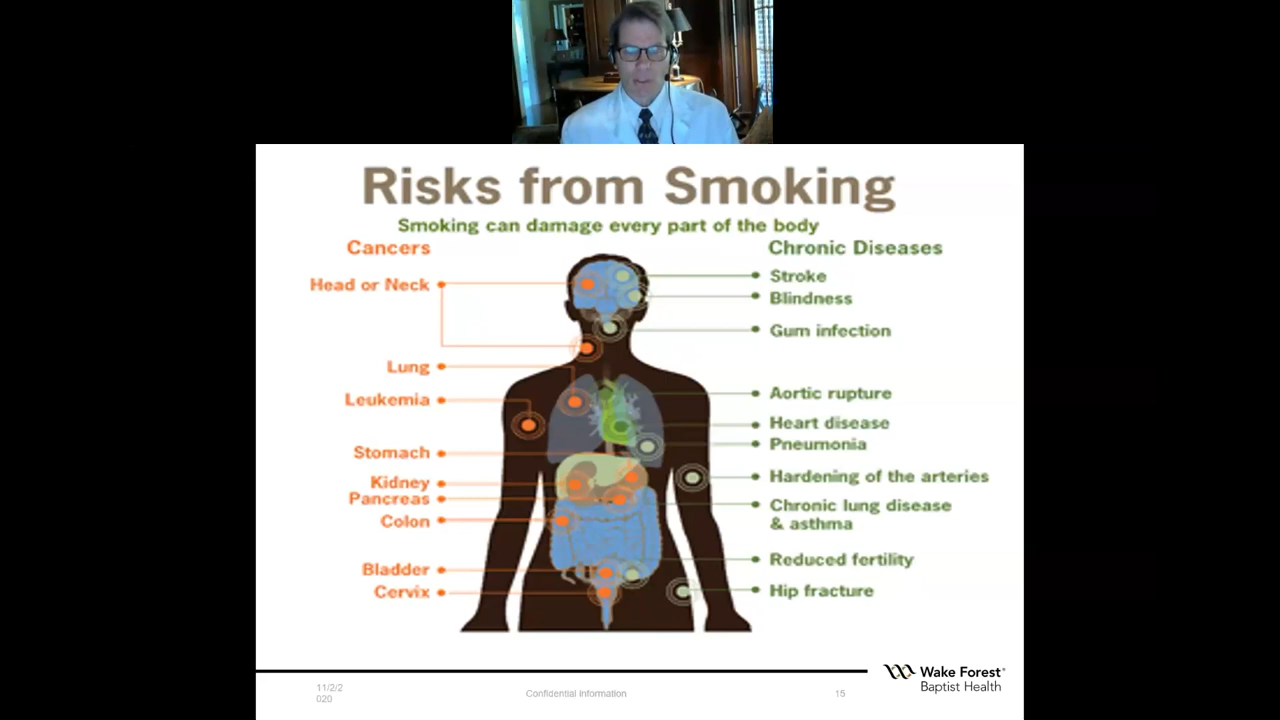 Risks from Smoking
Smoking can damage every part of the body
Cancers
Head or Neck
Lung
Leukemia
Stomach
Kidney
Pancreas
Colon
Bladder
Cervix
Chronic Diseases
Stroke
Blindness
Gum infection
Aortic rupture
Heart disease
Pneumonia
Hardening of the arteries
Chronic lung disease
& asthma
Reduced fertility
Hip fracture
11/2/2
020
Confidential Information
15
Wake Forest®
Baptist Health